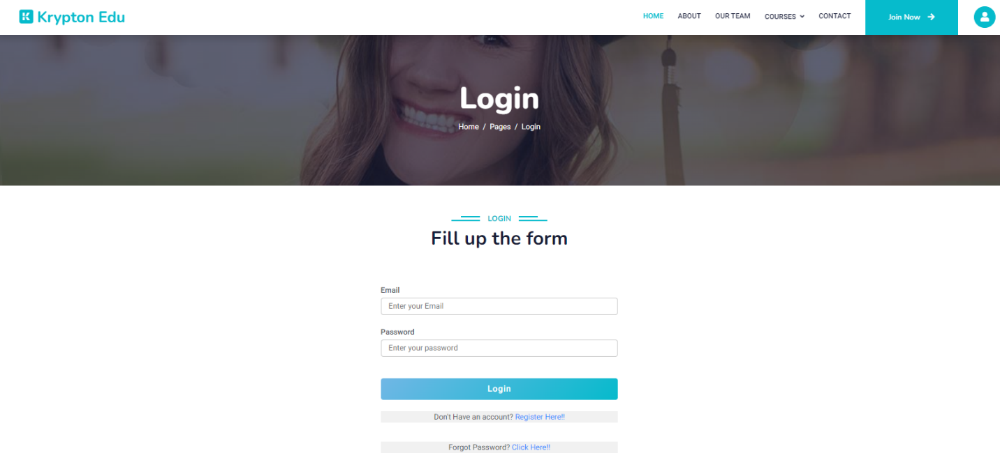 Krypton Edu
HOME ABOUT OUR TEAM COURSES CONTACT Join Now
Login
Home / Pages / Login
LOGIN
Fill up the form
Email
Enter your Email
Password
Enter your password
Login
Don't Have an account? Register Here!!
Forgot Password? Click Here!!